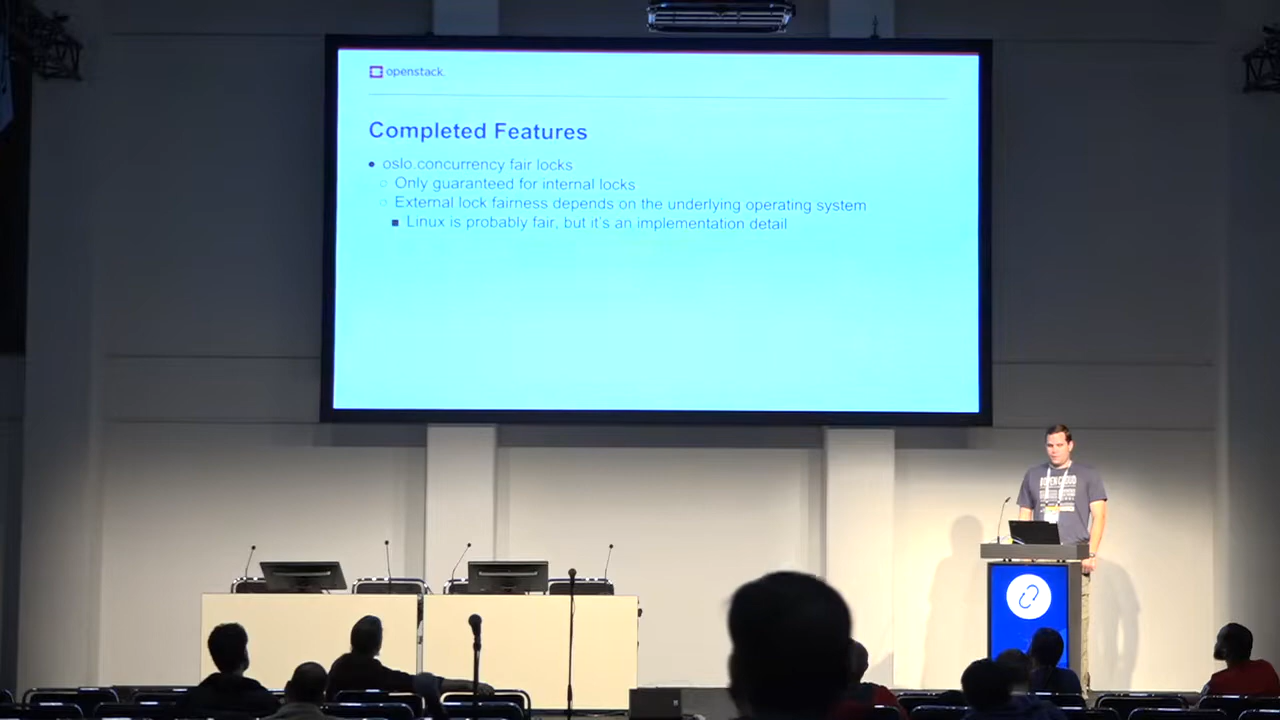 openstack.
Completed Features
oslo.concurrency fair locks
Only guaranteed for internal locks
External lock fairness depends on the underlying operating system
Linux is probably fair, but it's an implementation detail